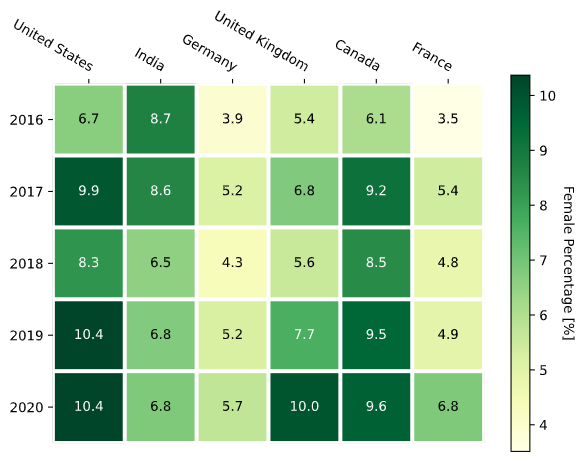 United States India Germany United Kingdom Canada France
2016 6.7 8.7 3.9 5.4 6.1 3.5
2017 9.9 8.6 5.2 6.8 9.2 5.4
2018 8.3 6.5 4.3 5.6 8.5 4.8
2019 10.4 6.8 5.2 7.7 9.5 4.9
2020 10.4 6.8 5.7 10.0 9.6 6.8
10
9
8
7
6
5
4
Female Percentage [%]